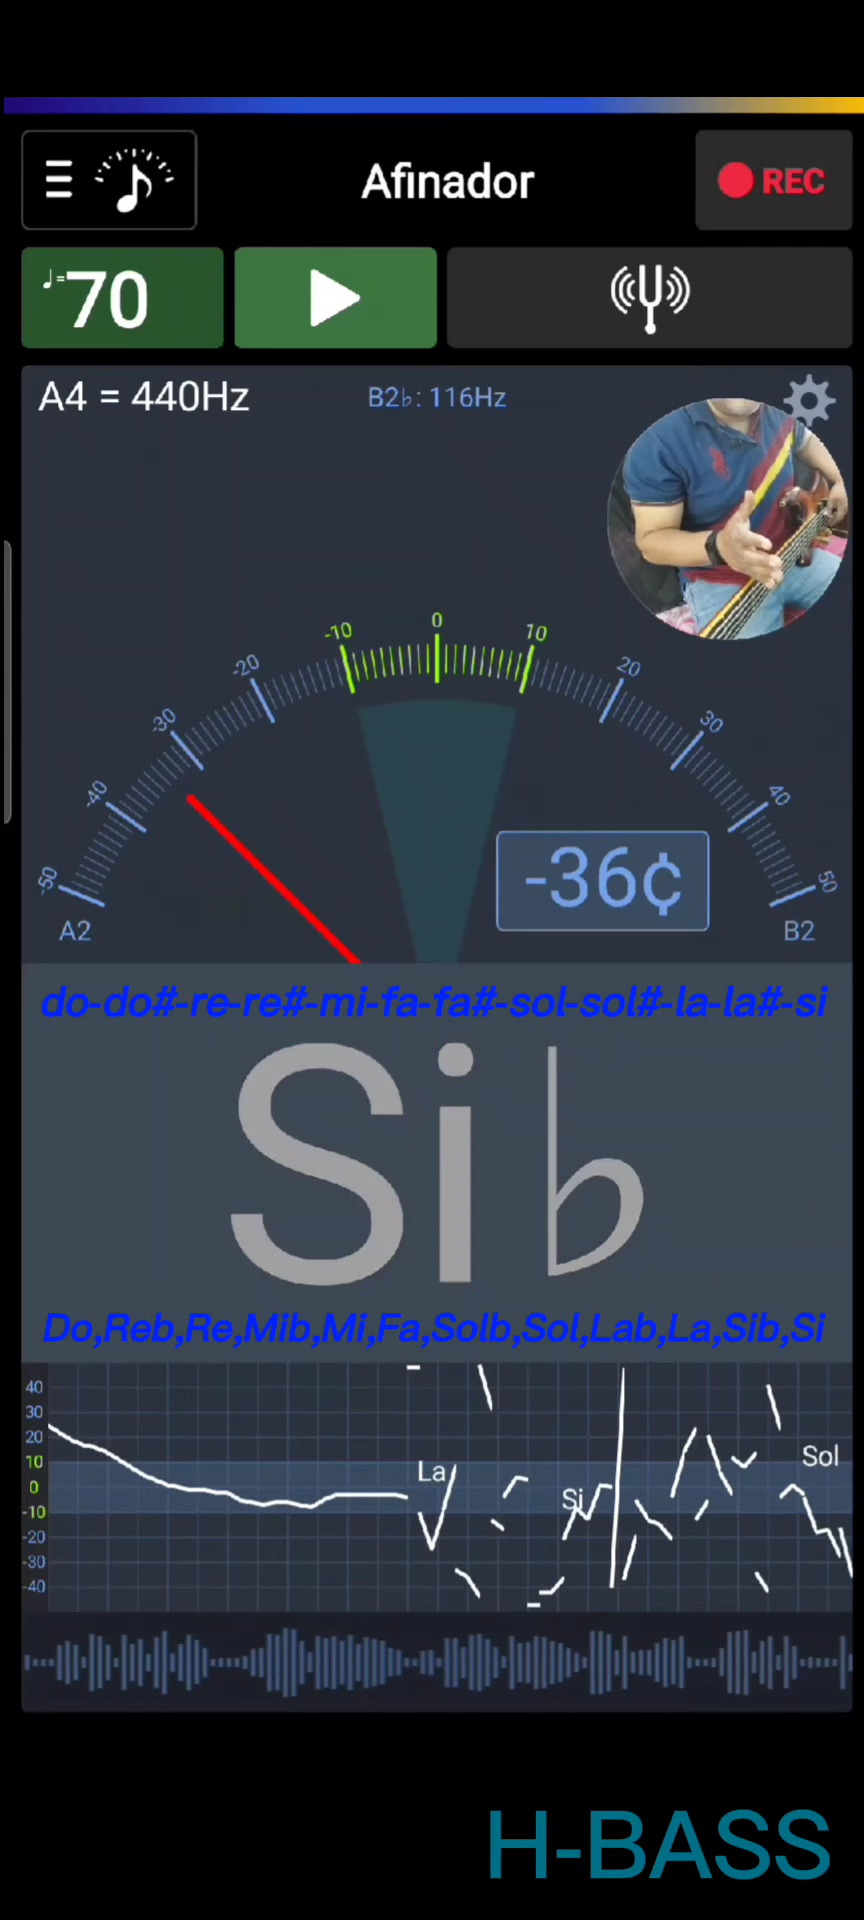 Afinador
REC
♩=70
A4 = 440Hz
B2♭: 116Hz
-50 -40 -30 -20 -10 0 10 20 30 40 50
A2
-36¢
B2
do-do#-re-re#-mi-fa-fa#-sol-sol#-la-la#-si
Si♭
Do,Reb,Re,Mib,Mi,Fa,Solb,Sol,Lab,La,Sib,Si
40
30
20
10
0
-10
-20
-30
-40
La
Si
Sol
H-BASS